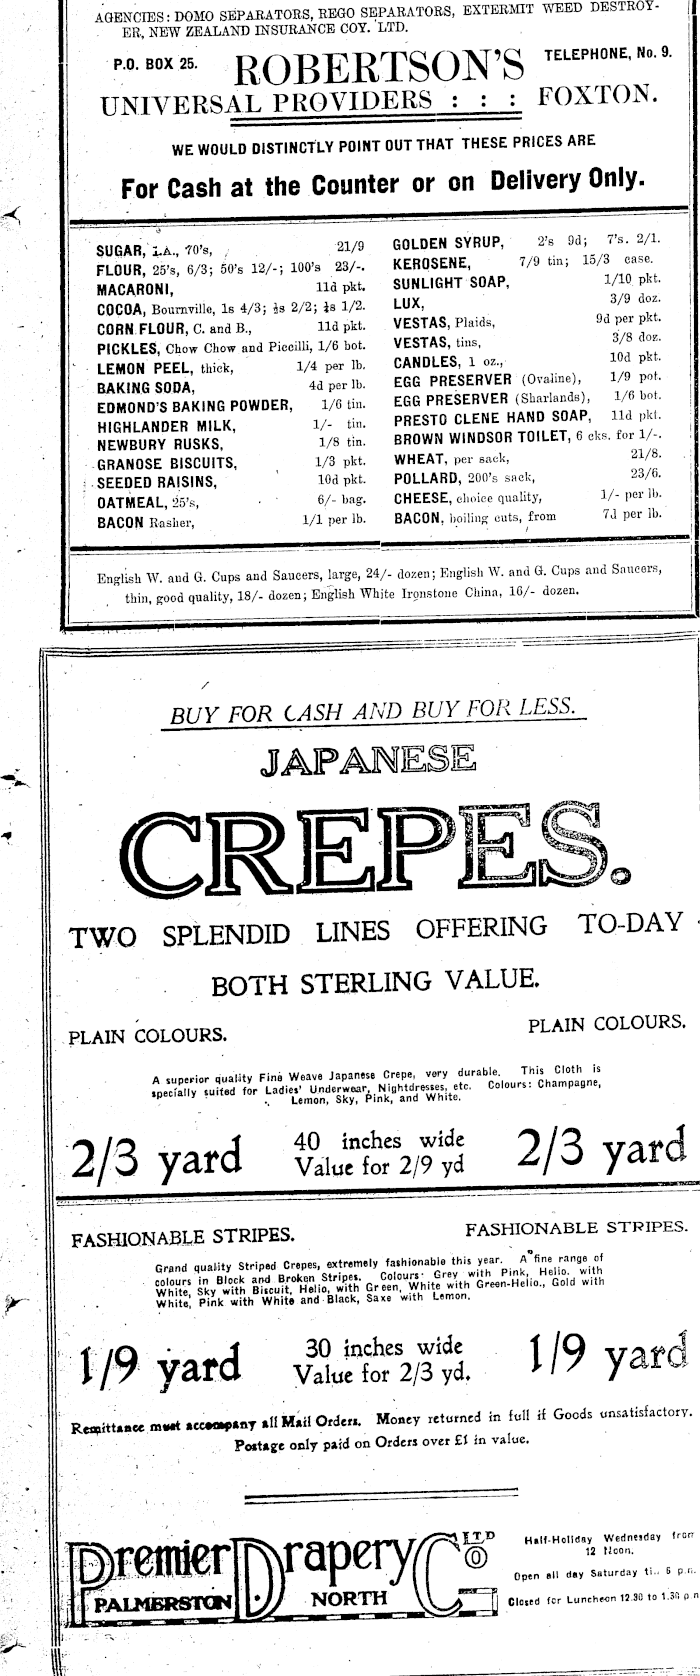 AGENCIES: DOMO SEPARATORS, REGO SEPARATORS, EXTERMIT WEED DESTROY-
ER, NEW ZEALAND INSURANCE COY. LTD.
P.O. BOX 25. ROBERTSON'S TELEPHONE, No. 9.
UNIVERSAL PROVIDERS : : : FOXTON.
WE WOULD DISTINCTLY POINT OUT THAT THESE PRICES ARE
For Cash at the Counter or on Delivery Only.
SUGAR, 1A., 70's, 21/9
FLOUR, 25's, 6/3; 50's 12/-; 100's 23/-.
MACARONI, 11d pkt.
COCOA, Bournville, 1s 4/3; ½s 2/2; ¼s 1/2.
CORN FLOUR, C. and B., 11d pkt.
PICKLES, Chow Chow and Piccilli, 1/6 bot.
LEMON PEEL, thick, 1/4 per lb.
BAKING SODA, 4d per lb.
EDMOND'S BAKING POWDER, 1/6 tin.
HIGHLANDER MILK, 1/- tin.
NEWBURY RUSKS, 1/8 tin.
GRANOSE BISCUITS, 1/3 pkt.
SEEDED RAISINS, 10d pkt.
OATMEAL, 25's, 6/- bag.
BACON Rasher, 1/1 per lb.
GOLDEN SYRUP, 2's 9d; 7's. 2/1.
KEROSENE, 7/9 tin; 15/3 case.
SUNLIGHT SOAP, 1/10 pkt.
LUX, 3/9 doz.
VESTAS, Plaids, 9d per pkt.
VESTAS, tins, 3/8 doz.
CANDLES, 1 oz., 10d pkt.
EGG PRESERVER (Ovaline), 1/9 pot.
EGG PRESERVER (Sharlands), 1/6 bot.
PRESTO CLENE HAND SOAP, 11d pkt.
BROWN WINDSOR TOILET, 6 cks. for 1/-.
WHEAT, per sack, 21/8.
POLLARD, 200's sack, 23/6.
CHEESE, choice quality, 1/- per lb.
BACON, boiling cuts, from 7d per lb.
English W. and G. Cups and Saucers, large, 24/- dozen; English W. and G. Cups and Saucers,
thin, good quality, 18/- dozen; English White Ironstone China, 16/- dozen.
BUY FOR CASH AND BUY FOR LESS.
JAPANESE
CREPES.
TWO SPLENDID LINES OFFERING TO-DAY
BOTH STERLING VALUE.
PLAIN COLOURS. PLAIN COLOURS.
A superior quality Fine Weave Japanese Crepe, very durable. This Cloth is
specially suited for Ladies' Underwear, Nightdresses, etc. Colours: Champagne,
Lemon, Sky, Pink, and White.
2/3 yard 40 inches wide 2/3 yard
Value for 2/9 yd
FASHIONABLE STRIPES. FASHIONABLE STRIPES.
Grand quality Striped Crepes, extremely fashionable this year. A fine range of
colours in Block and Broken Stripes. Colours: Grey with Pink, Helio. with
White, Sky with Biscuit, Helio, with Green, White with Green-Helio., Gold with
White, Pink with White and Black, Saxe with Lemon.
1/9 yard 30 inches wide 1/9 yard
Value for 2/3 yd.
Remittance must accompany all Mail Orders. Money returned in full if Goods unsatisfactory.
Postage only paid on Orders over £1 in value.
Premier Drapery Co LTD
PALMERSTON NORTH
Half-Holiday Wednesday from
12 Noon.
Open all day Saturday 6 p.m.
Closed for Luncheon 12.30 to 1.30 p m